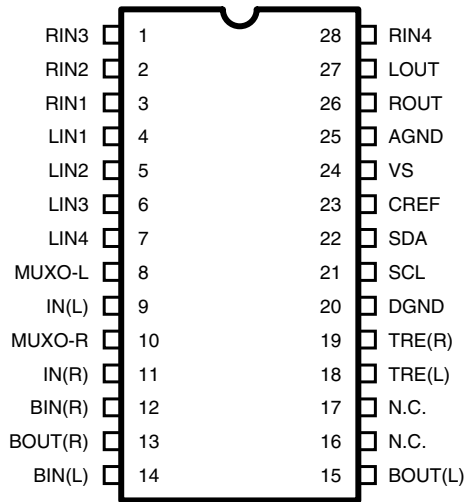 RIN3 1 28 RIN4
RIN2 2 27 LOUT
RIN1 3 26 ROUT
LIN1 4 25 AGND
LIN2 5 24 VS
LIN3 6 23 CREF
LIN4 7 22 SDA
MUXO-L 8 21 SCL
IN(L) 9 20 DGND
MUXO-R 10 19 TRE(R)
IN(R) 11 18 TRE(L)
BIN(R) 12 17 N.C.
BOUT(R) 13 16 N.C.
BIN(L) 14 15 BOUT(L)